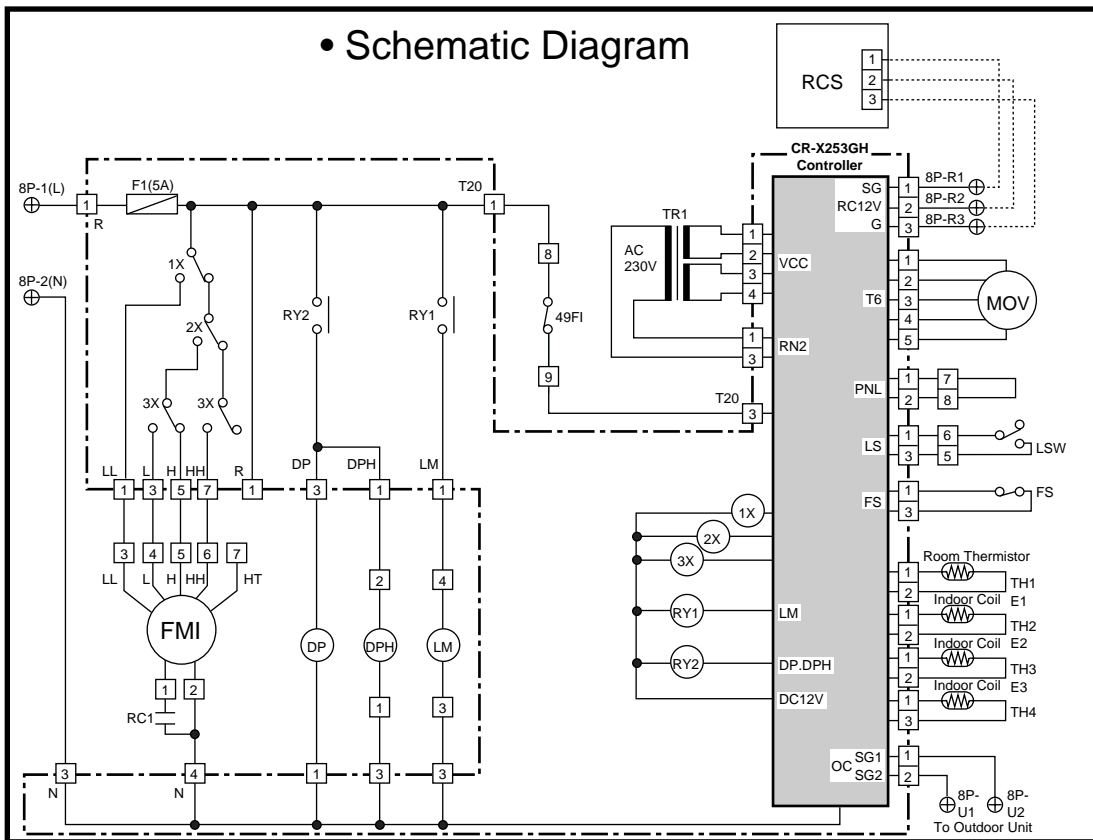 • Schematic Diagram
RCS
1
2
3
CR-X253GH
Controller
8P-1(L)
1
R
F1(5A)
T20
1
8P-2(N)
1X
2X
3X
3X
RY2
RY1
8
49FI
9
T20
3
TR1
AC
230V
1
2
3
4
VCC
1
3
RN2
SG
1
8P-R1
RC12V
2
8P-R2
G
3
8P-R3
1
2
T6
3
4
5
MOV
PNL
1
7
2
8
LS
1
6
3
5
LSW
FS
1
3
FS
Room Thermistor
1
2
TH1
Indoor Coil E1
1
2
TH2
Indoor Coil E2
1
2
TH3
Indoor Coil E3
1
3
TH4
OC
SG1
1
SG2
2
8P-
U1
8P-
U2
To Outdoor Unit
LL
L
H
HH
R
DP
DPH
LM
1
3
5
7
1
3
1
1
3
4
5
6
7
LL
L
H
HH
HT
FMI
1
2
RC1
2
4
DP
DPH
LM
1
3
3
N
4
N
1
3
3
1X
2X
3X
RY1
LM
RY2
DP.DPH
DC12V